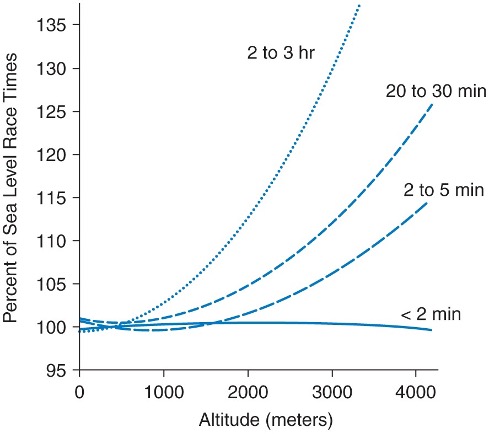 Percent of Sea Level Race Times
135
130
125
120
115
110
105
100
95
2 to 3 hr
20 to 30 min
2 to 5 min
< 2 min
0
1000
2000
3000
4000
Altitude (meters)